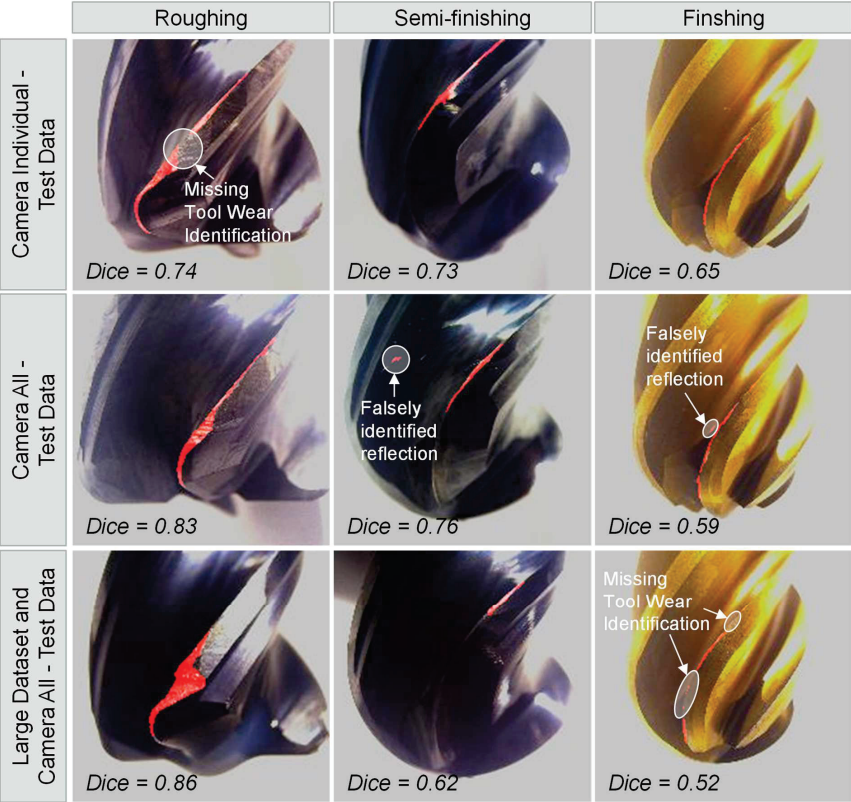 Roughing
Semi-finishing
Finshing
Camera Individual -
Test Data
Missing
Tool Wear
Identification
Dice = 0.74
Dice = 0.73
Dice = 0.65
Camera All -
Test Data
Dice = 0.83
Falsely
identified
reflection
Dice = 0.76
Falsely
identified
reflection
Dice = 0.59
Large Dataset and
Camera All - Test Data
Dice = 0.86
Dice = 0.62
Missing
Tool Wear
Identification
Dice = 0.52